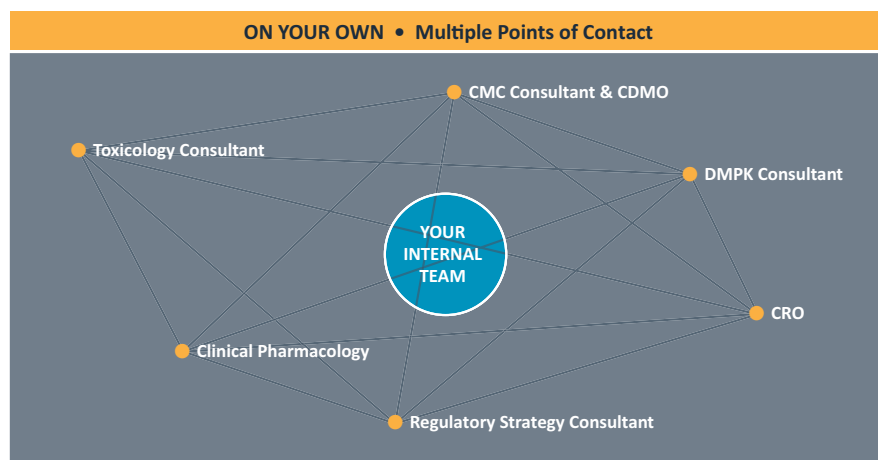 ON YOUR OWN • Multiple Points of Contact
CMC Consultant & CDMO
Toxicology Consultant
DMPK Consultant
YOUR
INTERNAL
TEAM
CRO
Clinical Pharmacology
Regulatory Strategy Consultant